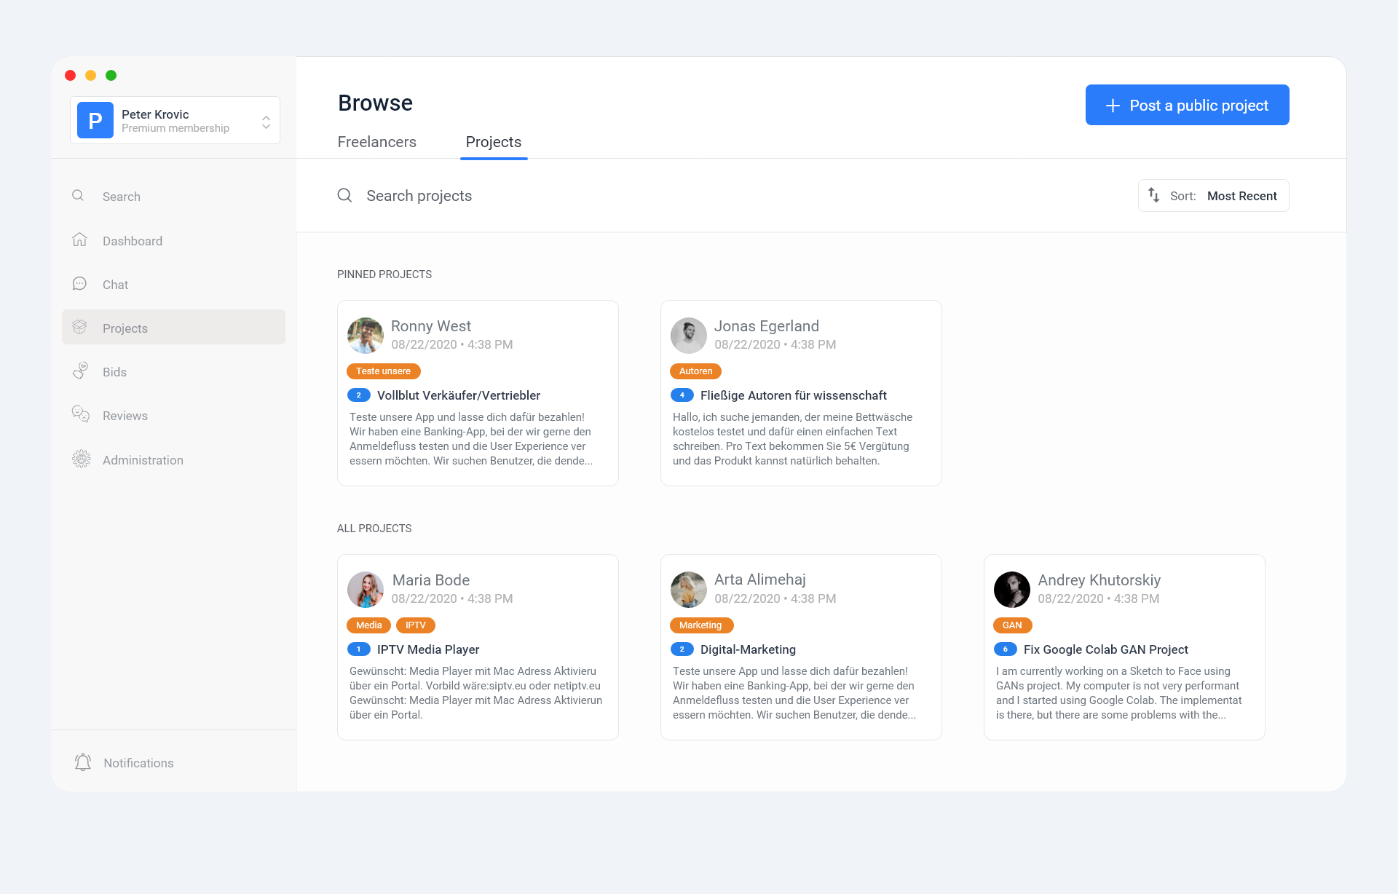 P
Peter Krovic
Premium membership
Search
Dashboard
Chat
Projects
Bids
Reviews
Administration
Notifications
Browse
Post a public project
Freelancers
Projects
Search projects
Sort: Most Recent
PINNED PROJECTS
Ronny West
08/22/2020 • 4:38 PM
Teste unsere
2 Vollblut Verkäufer/Vertriebler
Teste unsere App und lasse dich dafür bezahlen!
Wir haben eine Banking-App, bei der wir gerne den
Anmeldefluss testen und die User Experience ver
essern möchten. Wir suchen Benutzer, die dende...
Jonas Egerland
08/22/2020 • 4:38 PM
Autoren
4 Fließige Autoren für wissenschaft
Hallo, ich suche jemanden, der meine Bettwäsche
kostelos testet und dafür einen einfachen Text
schreiben. Pro Text bekommen Sie 5€ Vergütung
und das Produkt kannst natürlich behalten.
ALL PROJECTS
Maria Bode
08/22/2020 • 4:38 PM
Media IPTV
1 IPTV Media Player
Gewünscht: Media Player mit Mac Adress Aktivieru
über ein Portal. Vorbild wäre:siptv.eu oder netiptv.eu
Gewünscht: Media Player mit Mac Adress Aktivierun
über ein Portal.
Arta Alimehaj
08/22/2020 • 4:38 PM
Marketing
2 Digital-Marketing
Teste unsere App und lasse dich dafür bezahlen!
Wir haben eine Banking-App, bei der wir gerne den
Anmeldefluss testen und die User Experience ver
essern möchten. Wir suchen Benutzer, die dende...
Andrey Khutorskiy
08/22/2020 • 4:38 PM
GAN
6 Fix Google Colab GAN Project
I am currently working on a Sketch to Face using
GANs project. My computer is not very performant
and I started using Google Colab. The implementat
is there, but there are some problems with the...